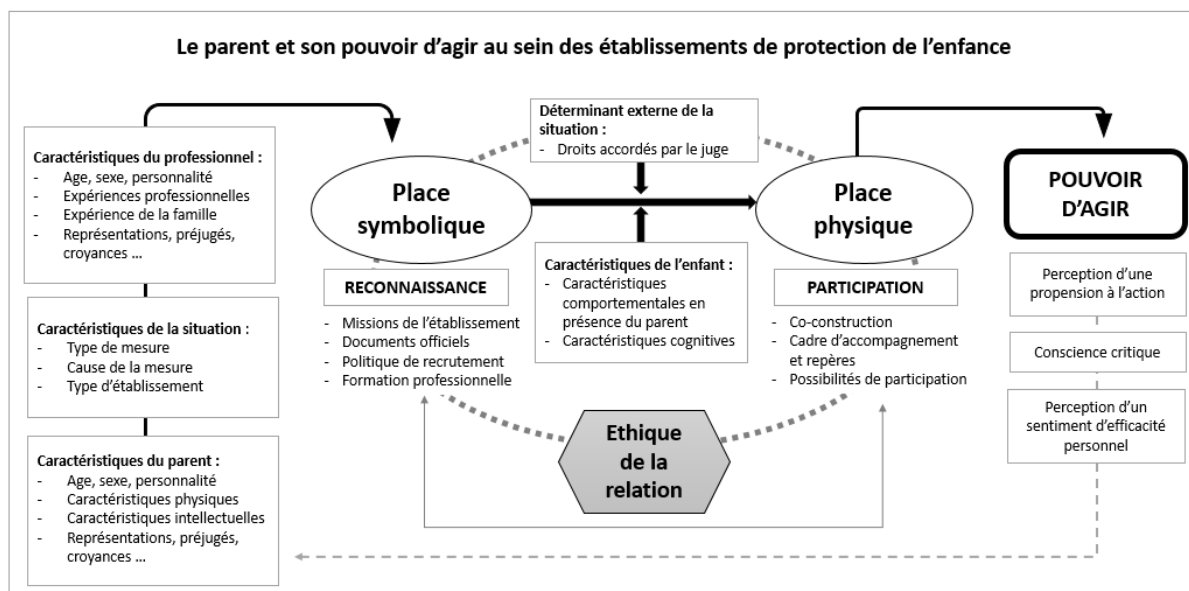 Le parent et son pouvoir d'agir au sein des établissements de protection de l'enfance
Caractéristiques du professionnel :
- Age, sexe, personnalité
- Expériences professionnelles
- Expérience de la famille
- Représentations, préjugés,
croyances ...
Caractéristiques de la situation :
- Type de mesure
- Cause de la mesure
- Type d'établissement
Caractéristiques du parent :
- Age, sexe, personnalité
- Caractéristiques physiques
- Caractéristiques intellectuelles
- Représentations, préjugés,
croyances ...
Place
symbolique
RECONNAISSANCE
- Missions de l'établissement
- Documents officiels
- Politique de recrutement
- Formation professionnelle
Déterminant externe de la
situation :
- Droits accordés par le juge
Caractéristiques de l'enfant :
- Caractéristiques
comportementales en
présence du parent
- Caractéristiques cognitives
Ethique
de la
relation
Place
physique
PARTICIPATION
- Co-construction
- Cadre d'accompagnement
et repères
- Possibilités de participation
POUVOIR
D'AGIR
Perception d'une
propension à l'action
Conscience critique
Perception d'un
sentiment d'efficacité
personnel